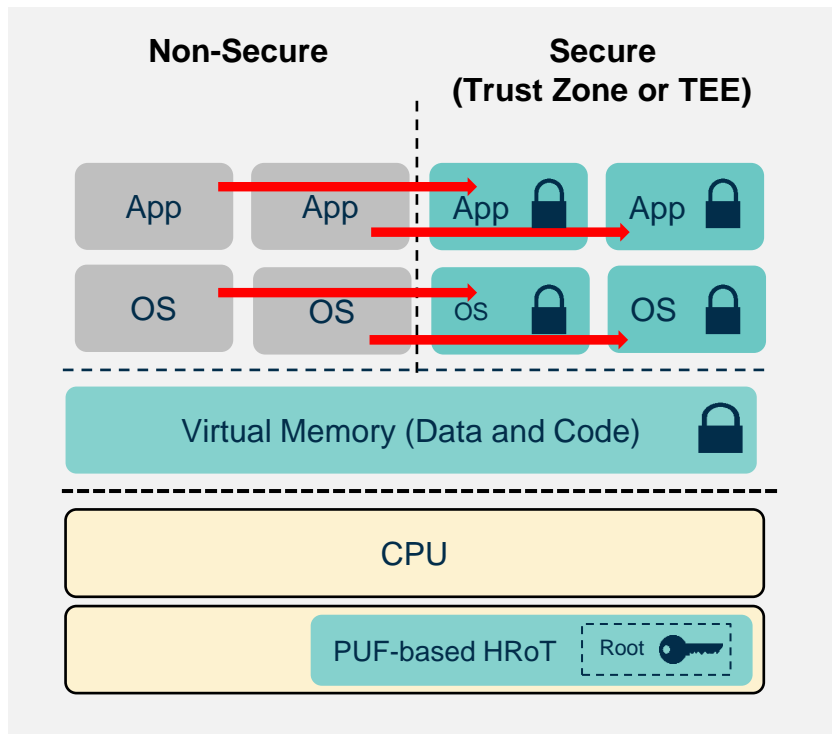 Non-Secure
Secure
(Trust Zone or TEE)
App
App
App
App
OS
OS
OS
OS
Virtual Memory (Data and Code)
CPU
PUF-based HRoT
Root